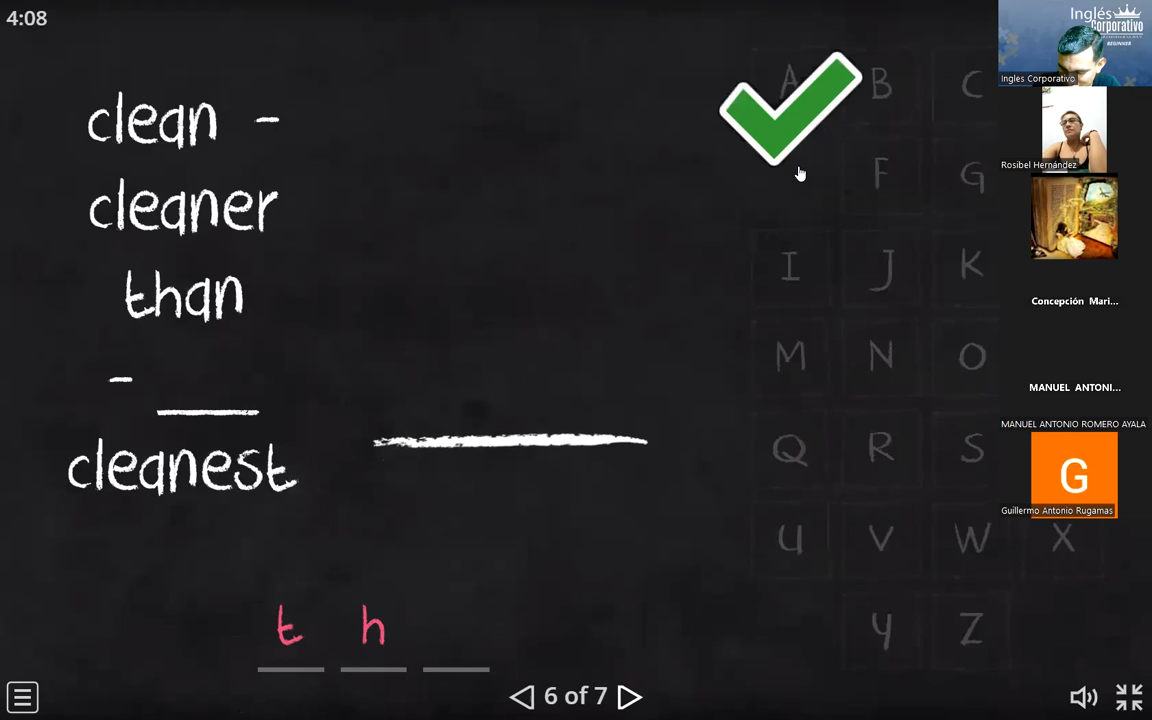 4:08
clean -
cleaner
than
- ___
cleanest
A B C
F G
I J K
M N O
Q R S
U V W X
Y Z
t h _
6 of 7
Inglés
Corporativo
BEGINNER
Ingles Corporativo
Rosibel Hernández
Concepción Mari...
MANUEL ANTONI...
MANUEL ANTONIO ROMERO AYALA
G
Guillermo Antonio Rugamas